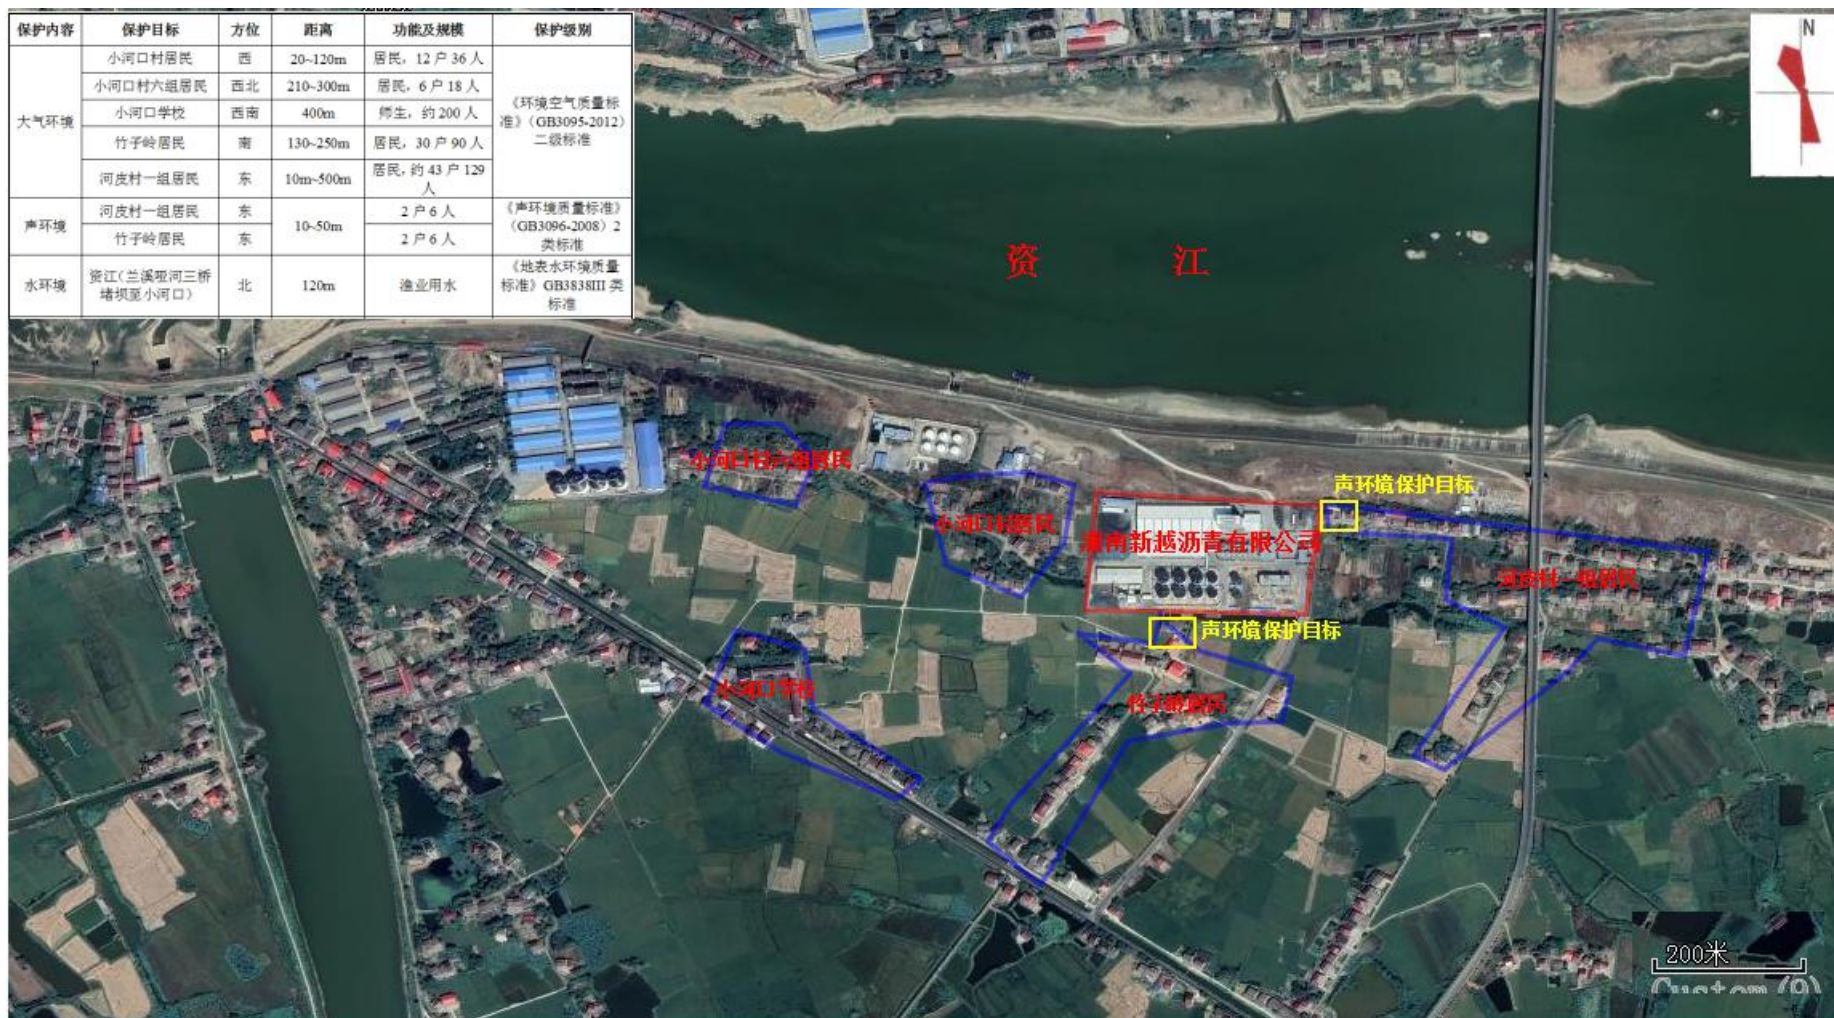 保护内容 保护目标 方位 距离 功能及规模 保护级别
大气环境 小河口村居民 西 20~120m 居民，12户36人 《环境空气质量标准》（GB3095-2012）二级标准
小河口村六组居民 西北 210~300m 居民，6户18人
小河口学校 西南 400m 师生，约200人
竹子岭居民 南 130~250m 居民，30户90人
河皮村一组居民 东 10m~500m 居民，约43户129人
声环境 河皮村一组居民 东 10~50m 2户6人 《声环境质量标准》（GB3096-2008）2类标准
竹子岭居民 东 2户6人
水环境 资江（兰溪哑河三桥堵坝至小河口） 北 120m 渔业用水 《地表水环境质量标准》GB3838III类标准
N
资 江
小河口村六组居民
声环境保护目标
小河口村居民
湖南新越沥青有限公司
河皮村一组居民
声环境保护目标
小河口学校
竹子岭居民
200米